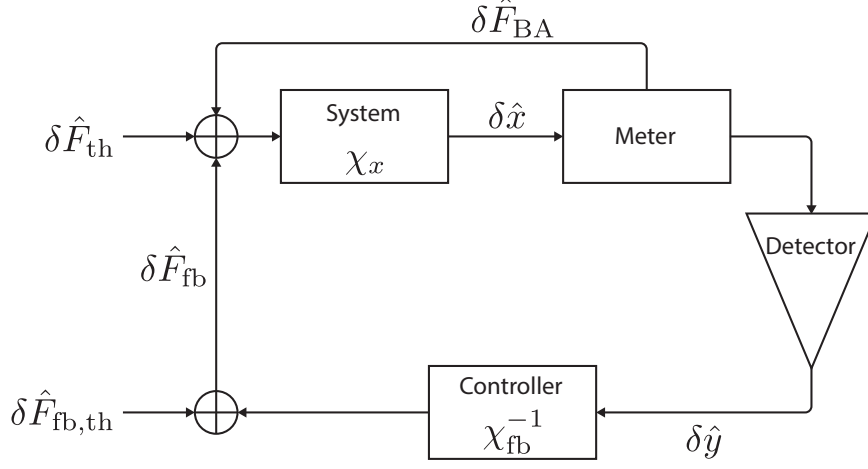 δF̂_BA
System
χ_x
δx̂
Meter
δF̂_th
Detector
δF̂_fb
Controller
χ_fb^{-1}
δF̂_fb,th
δŷ